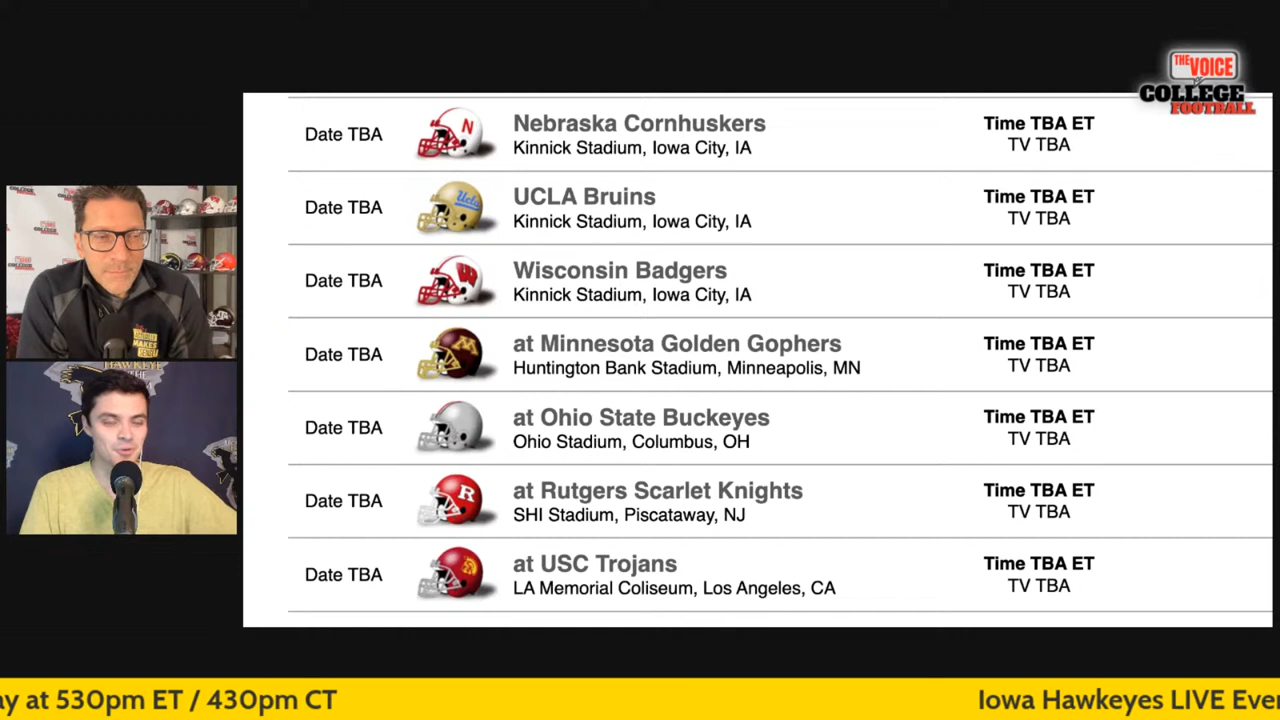 THE VOICE
OF
COLLEGE
FOOTBALL
Date TBA
Nebraska Cornhuskers
Kinnick Stadium, Iowa City, IA
Time TBA ET
TV TBA
Date TBA
UCLA Bruins
Kinnick Stadium, Iowa City, IA
Time TBA ET
TV TBA
Date TBA
Wisconsin Badgers
Kinnick Stadium, Iowa City, IA
Time TBA ET
TV TBA
Date TBA
at Minnesota Golden Gophers
Huntington Bank Stadium, Minneapolis, MN
Time TBA ET
TV TBA
Date TBA
at Ohio State Buckeyes
Ohio Stadium, Columbus, OH
Time TBA ET
TV TBA
Date TBA
at Rutgers Scarlet Knights
SHI Stadium, Piscataway, NJ
Time TBA ET
TV TBA
Date TBA
at USC Trojans
LA Memorial Coliseum, Los Angeles, CA
Time TBA ET
TV TBA
N
Ucla
W
M
R
MAKES
HAWKEYE
ay at 530pm ET / 430pm CT
Iowa Hawkeyes LIVE Ever